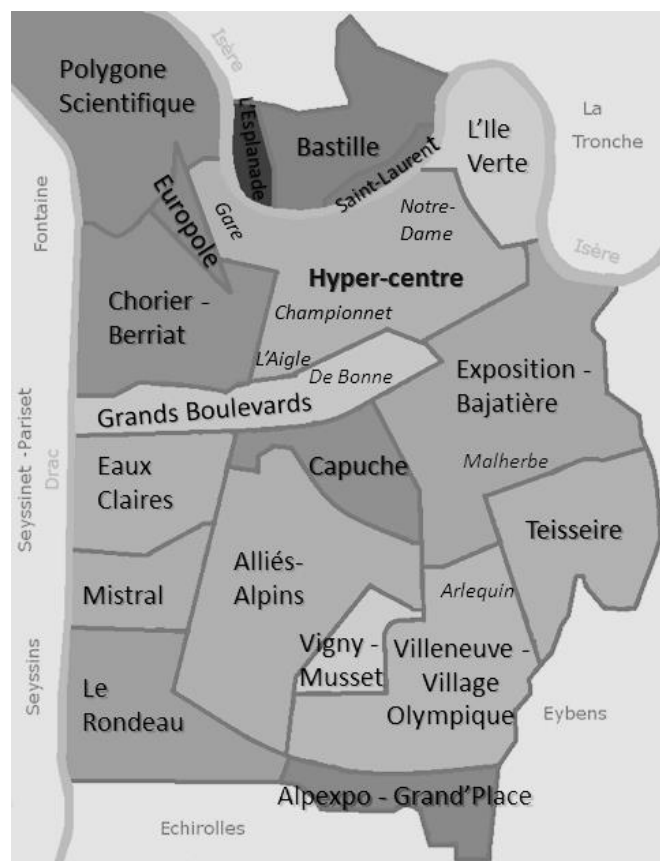 Polygone
Scientifique
Isère
L'Esplanade
Bastille
Saint-Laurent
L'Ile
Verte
La
Tronche
Fontaine
Europole
Gare
Notre-
Dame
Isère
Hyper-centre
Chorier -
Berriat
Championnet
L'Aigle
De Bonne
Exposition -
Bajatière
Grands Boulevards
Seyssinet - Pariset
Drac
Capuche
Malherbe
Eaux
Claires
Teisseire
Alliés-
Alpins
Mistral
Arlequin
Vigny -
Musset
Villeneuve -
Village
Olympique
Seyssins
Le
Rondeau
Eybens
Alpexpo - Grand'Place
Echirolles